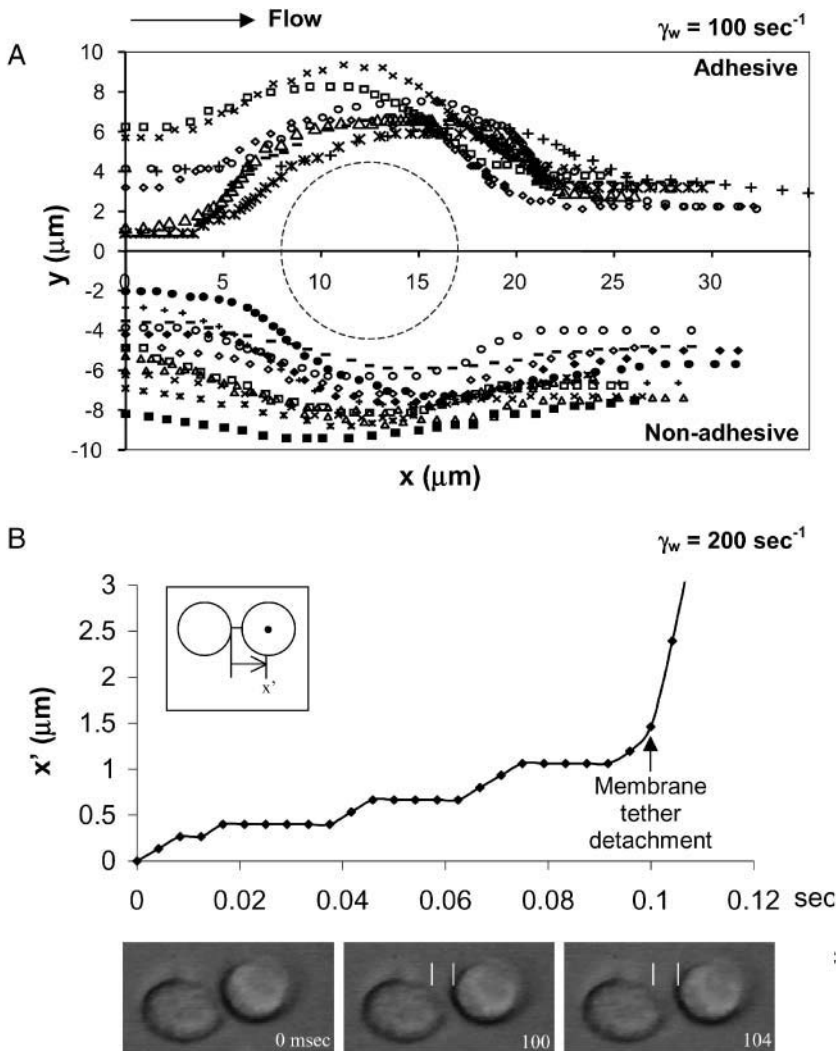 Flow
γw = 100 sec-1
A
Adhesive
10
8
6
4
2
0
-2
-4
-6
-8
-10
0 5 10 15 20 25 30 35
y (μm)
Non-adhesive
x (μm)
B
γw = 200 sec-1
3
2.5
2
1.5
1
0.5
0
x' (μm)
x'
Membrane
tether
detachment
0 0.02 0.04 0.06 0.08 0.1 0.12 sec
0 msec
100
104